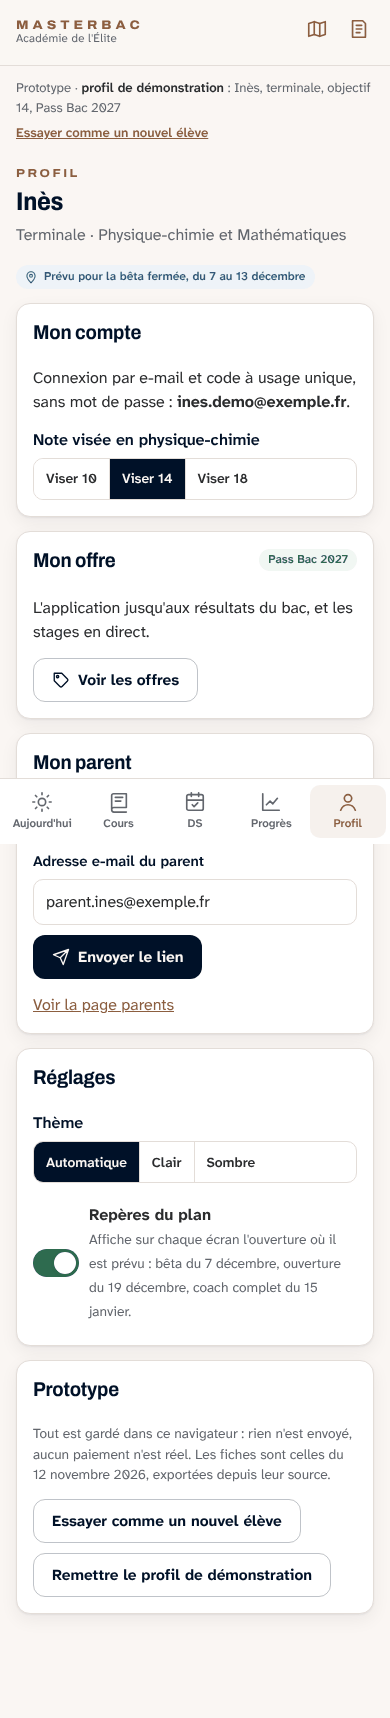 MASTERBAC
Académie de l'Élite
Prototype · profil de démonstration : Inès, terminale, objectif
14, Pass Bac 2027
Essayer comme un nouvel élève
PROFIL
Inès
Terminale · Physique-chimie et Mathématiques
Prévu pour la bêta fermée, du 7 au 13 décembre
Mon compte
Connexion par e-mail et code à usage unique,
sans mot de passe : ines.demo@exemple.fr.
Note visée en physique-chimie
Viser 10 Viser 14 Viser 18
Mon offre Pass Bac 2027
L'application jusqu'aux résultats du bac, et les
stages en direct.
Voir les offres
Mon parent
Aujourd'hui Cours DS Progrès Profil
Adresse e-mail du parent
parent.ines@exemple.fr
Envoyer le lien
Voir la page parents
Réglages
Thème
Automatique Clair Sombre
Repères du plan
Affiche sur chaque écran l'ouverture où il
est prévu : bêta du 7 décembre, ouverture
du 19 décembre, coach complet du 15
janvier.
Prototype
Tout est gardé dans ce navigateur : rien n'est envoyé,
aucun paiement n'est réel. Les fiches sont celles du
12 novembre 2026, exportées depuis leur source.
Essayer comme un nouvel élève
Remettre le profil de démonstration